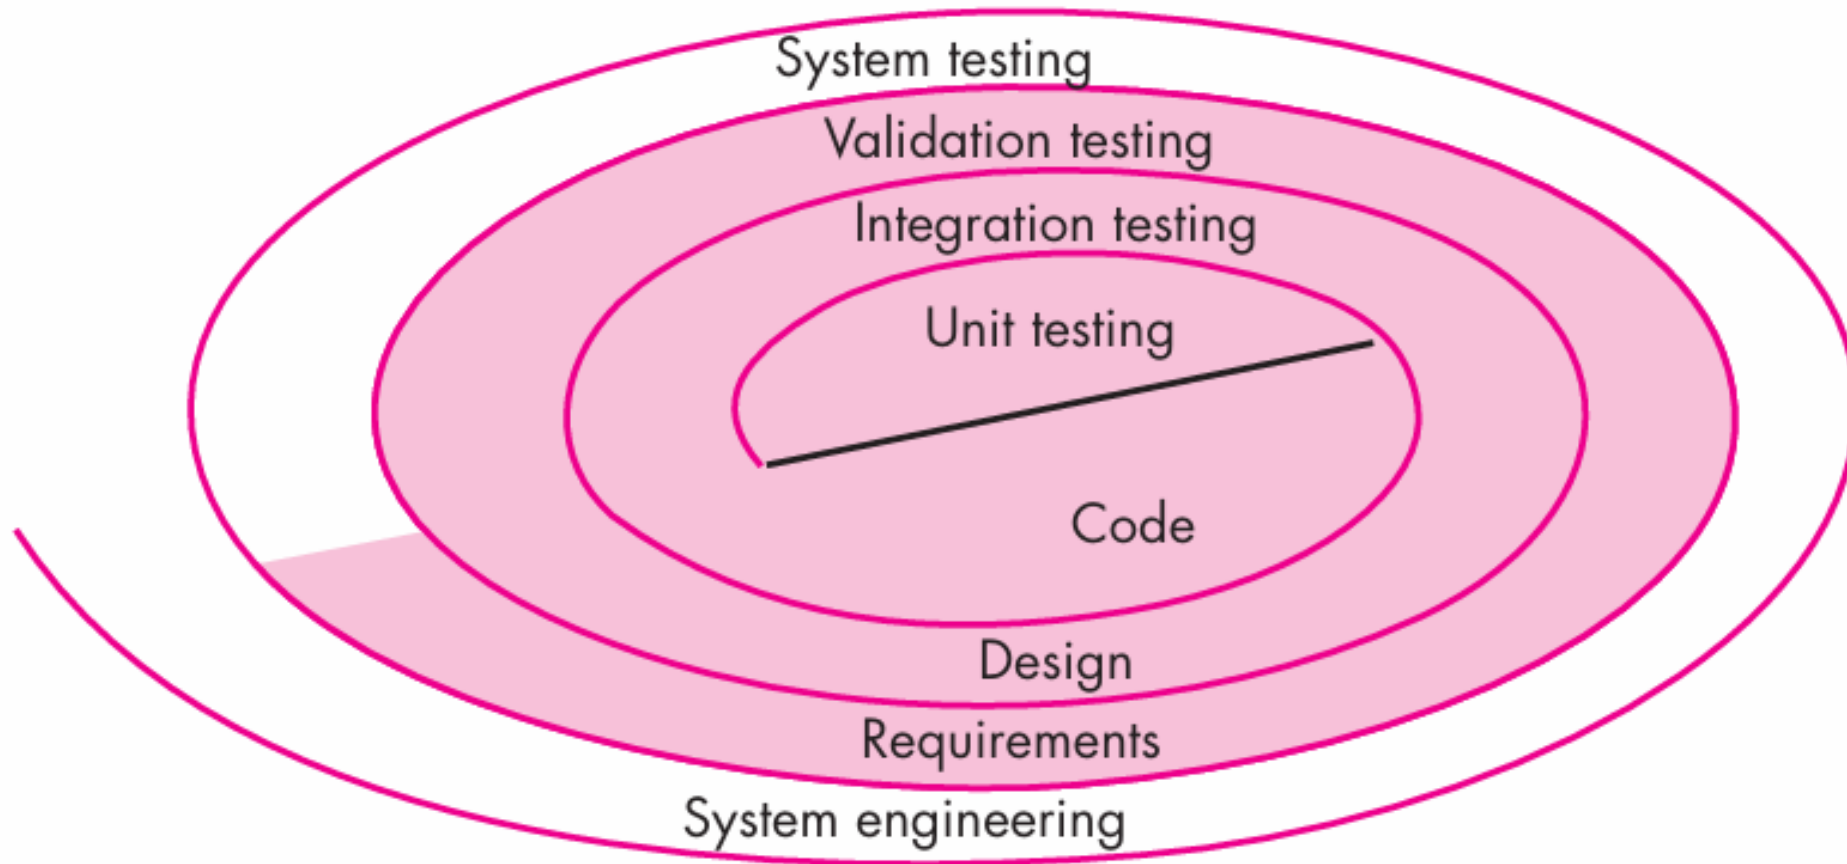 System testing
Validation testing
Integration testing
Unit testing
Code
Design
Requirements
System engineering